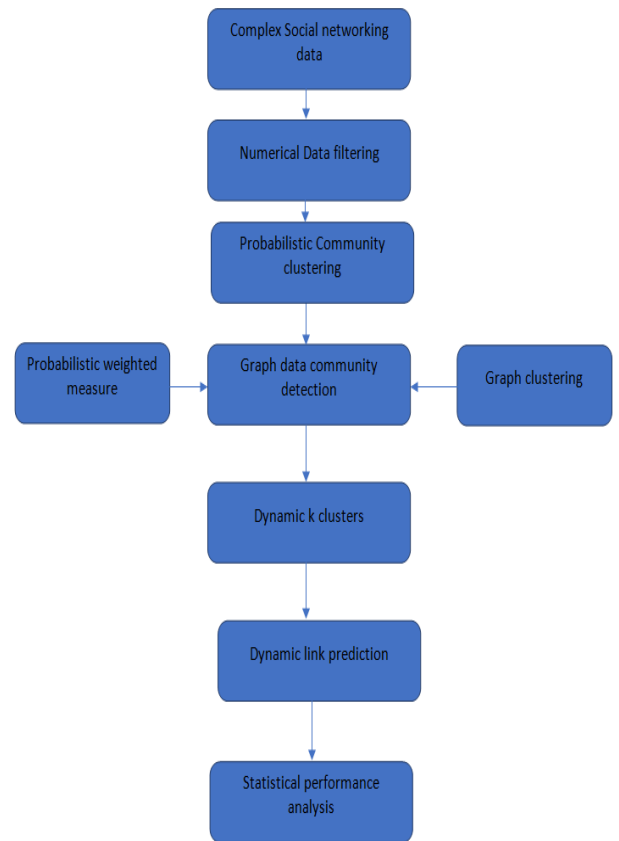 Complex Social networking
data
Numerical Data filtering
Probabilistic Community
clustering
Probabilistic weighted
measure
Graph data community
detection
Graph clustering
Dynamic k clusters
Dynamic link prediction
Statistical performance
analysis